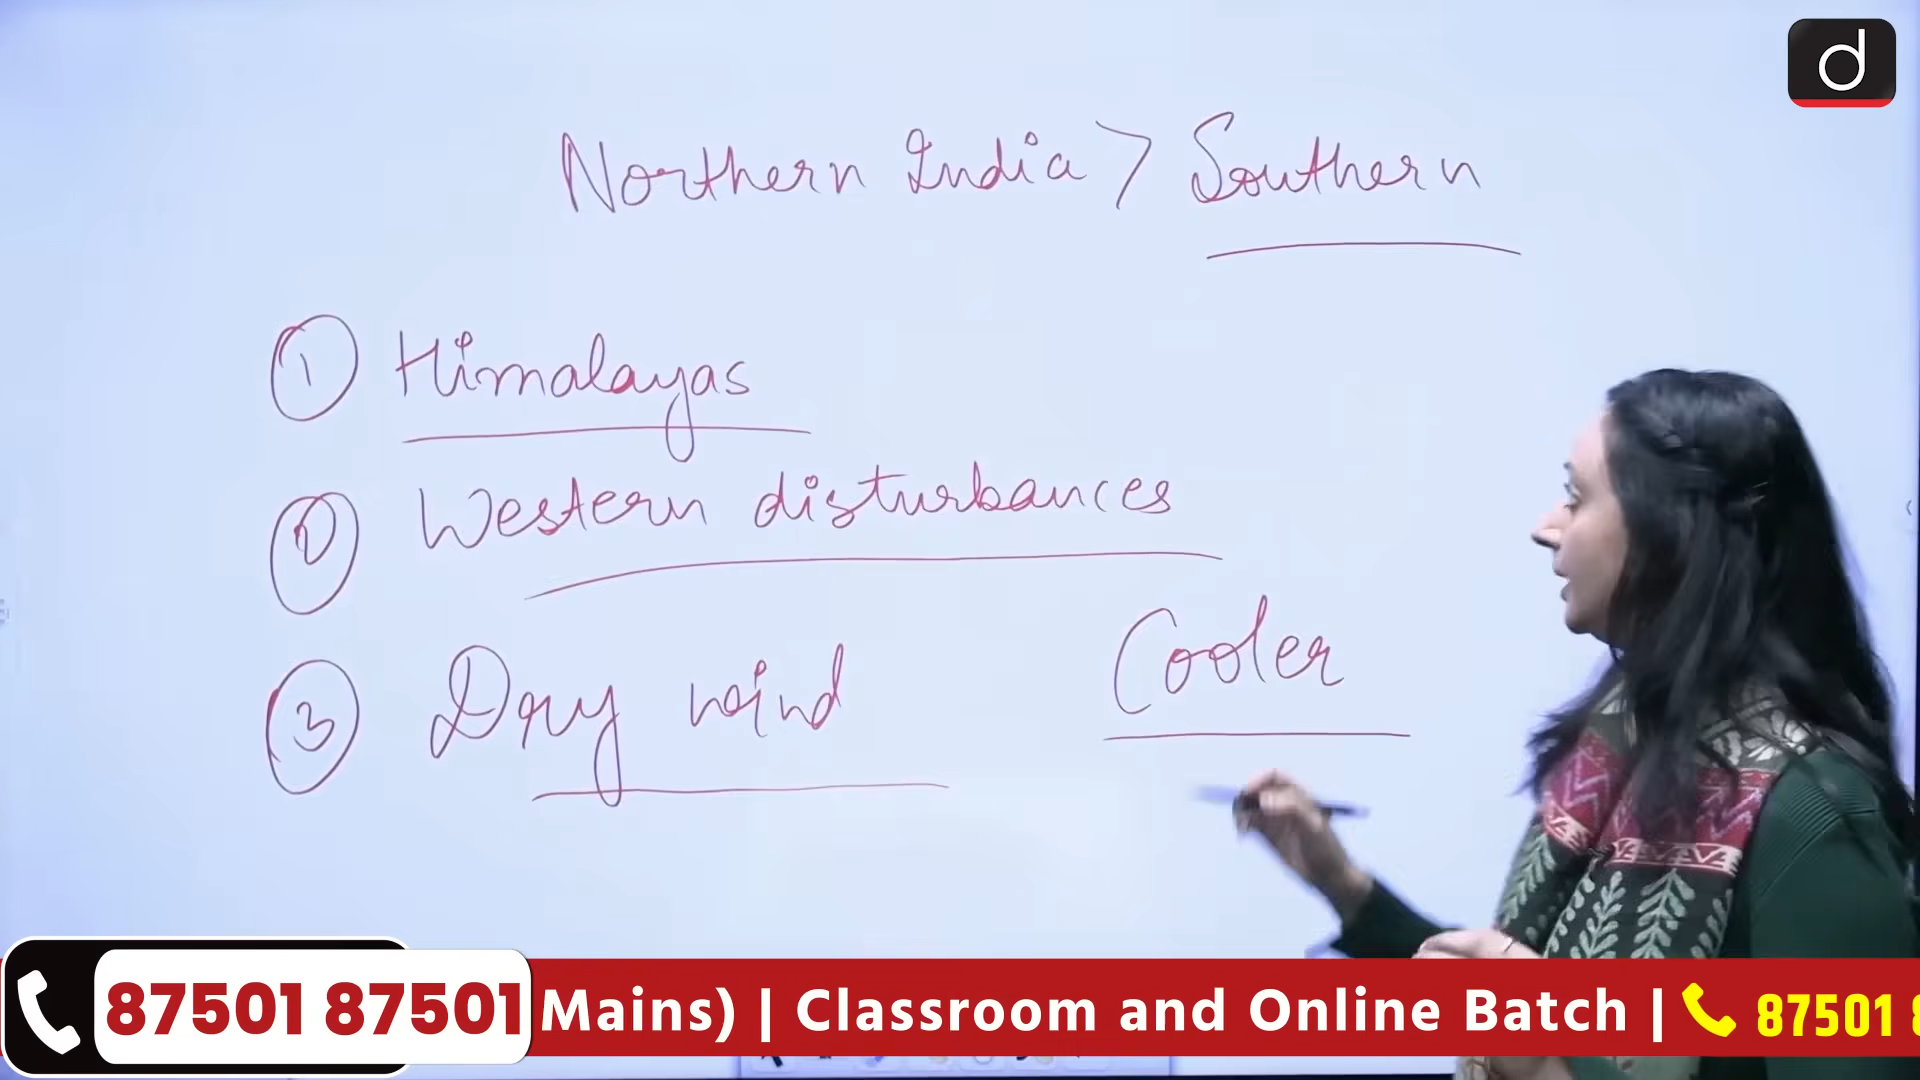 d
Northern India > Southern
① Himalayas
② Western disturbances
③ Dry wind
Cooler
87501 87501 Mains) | Classroom and Online Batch | 87501 8